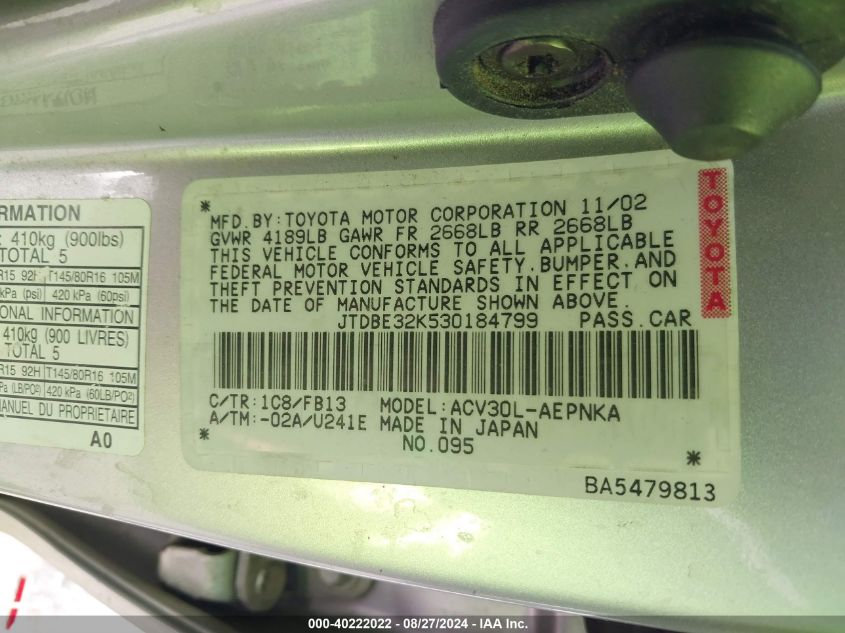 RMATION
410kg (900lbs)
TOTAL 5
R15 92H T145/80R16 105M
kPa (psi) 420 kPa (60psi)
ONAL INFORMATION
410kg (900 LIVRES)
TOTAL 5
R15 92H T145/80R16 105M
Pa (LB/PO²) 420 kPa (60LB/PO²)
MANUEL DU PROPRIETAIRE
A0
*
MFD. BY: TOYOTA MOTOR CORPORATION 11/02
GVWR 4189LB GAWR FR 2668LB RR 2668LB
THIS VEHICLE CONFORMS TO ALL APPLICABLE
FEDERAL MOTOR VEHICLE SAFETY, BUMPER, AND
THEFT PREVENTION STANDARDS IN EFFECT ON
THE DATE OF MANUFACTURE SHOWN ABOVE.
JTDBE32K530184799 PASS. CAR
C/TR: 1C8/FB13 MODEL: ACV30L-AEPNKA
A/TM: -02A/U241E MADE IN JAPAN
* NO. 095 *
BA5479813
TOYOTA
000-40222022 - 08/27/2024 - IAA Inc.